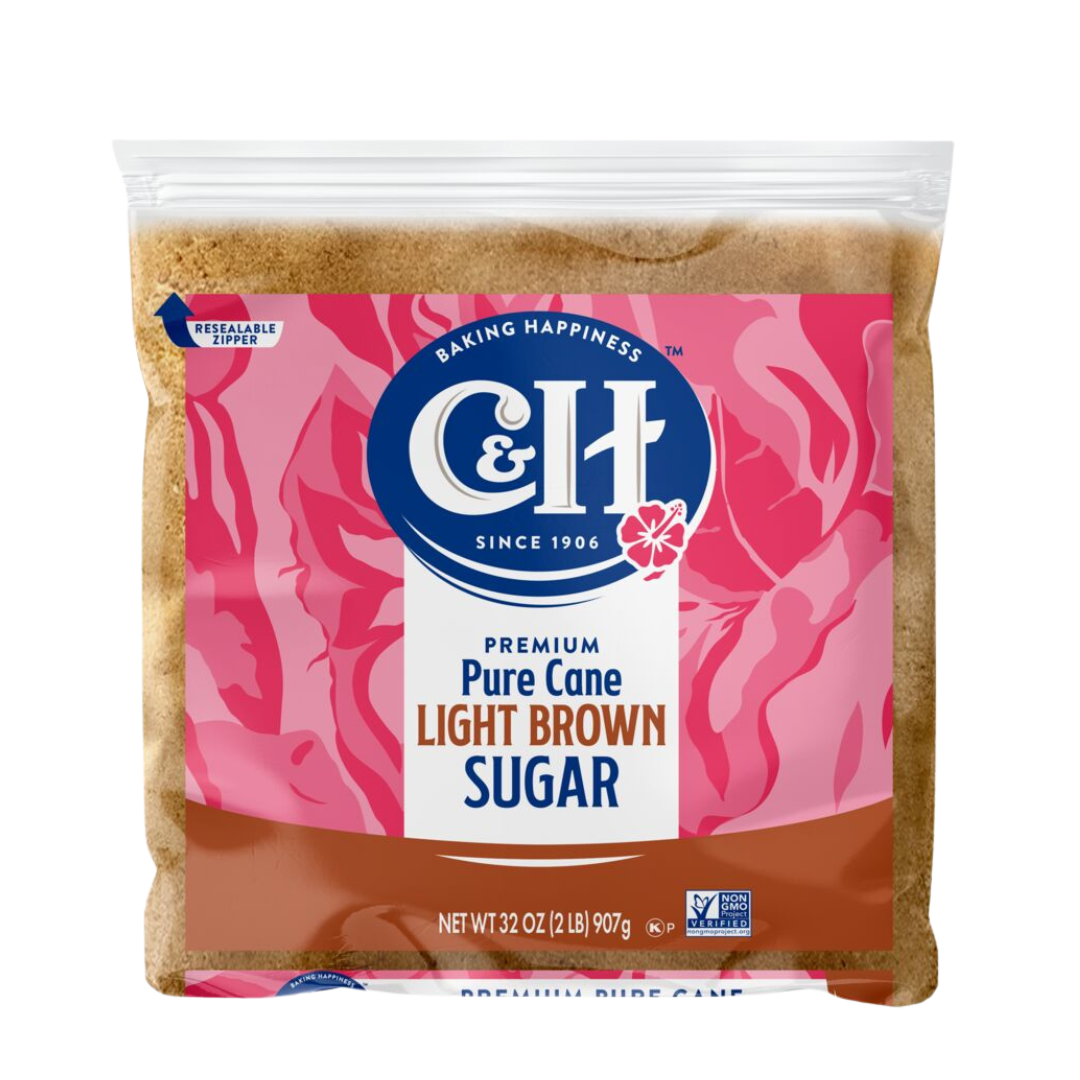 RESEALABLE
ZIPPER
BAKING HAPPINESS
™
C&H
SINCE 1906
PREMIUM
Pure Cane
LIGHT BROWN
SUGAR
NET WT 32 OZ (2 LB) 907g
K P
NON
GMO
Project
VERIFIED
nongmoproject.org
BAKING HAPPINESS
PREMIUM PURE CANE